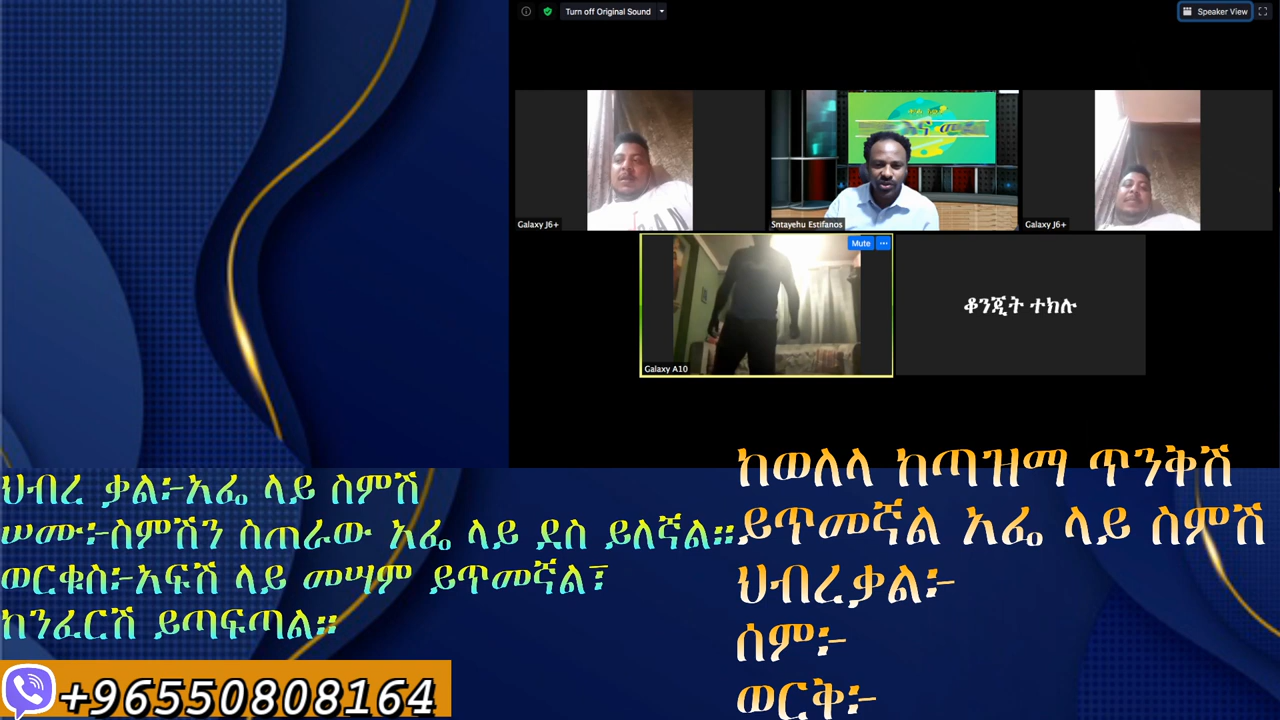 Turn off Original Sound
Speaker View
Galaxy J6+
Sntayehu Estifanos
Galaxy J6+
Mute
Galaxy A10
ቆንጂት ተክሉ
ህብረ ቃል፦አፌ ላይ ስምሽ
ሠሙ፦ስምሽን ስጠራው አፌ ላይ ደስ ይለኛል።
ወርቁስ፦አፍሽ ላይ መሣም ይጥመኛል፣
ከንፈርሽ ይጣፍጣል።
+96550808164
ከወለላ ከጣዝማ ጥንቅሽ
ይጥመኛል አፌ ላይ ስምሽ
ህብረቃል፦
ሰም፦
ወርቅ፦